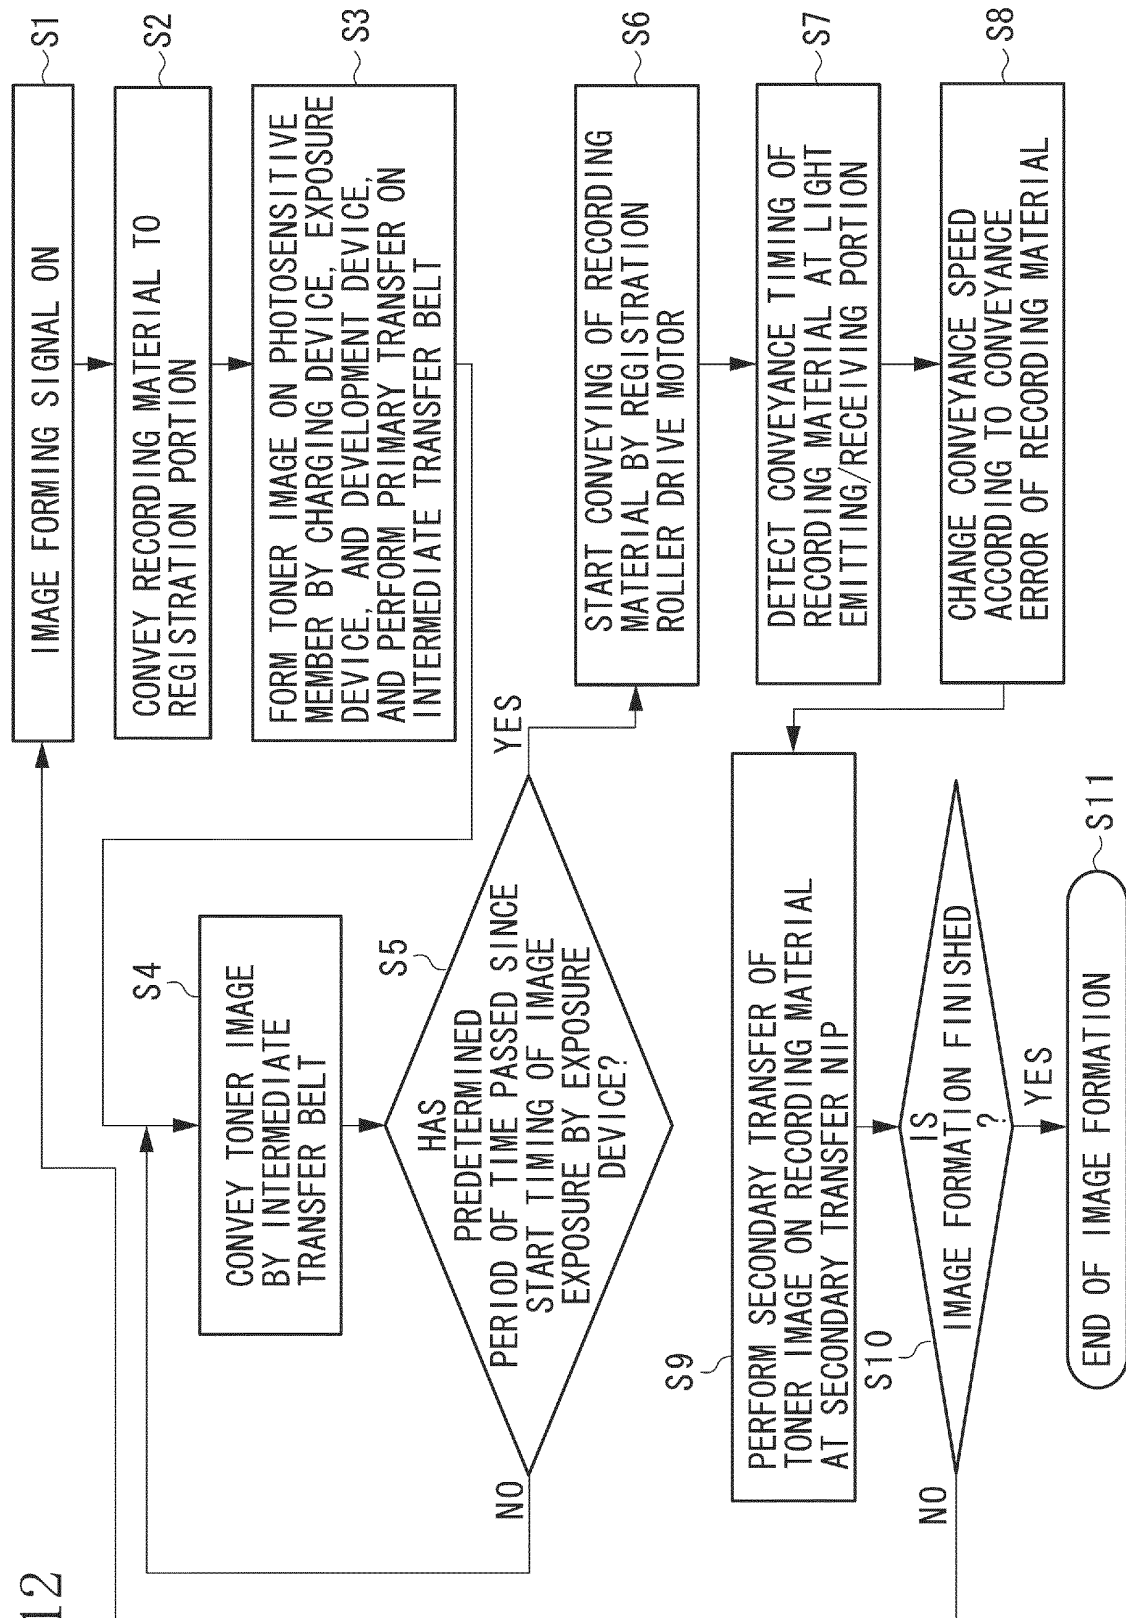 12
IMAGE FORMING SIGNAL ON
S1
CONVEY RECORDING MATERIAL TO
REGISTRATION PORTION
S2
FORM TONER IMAGE ON PHOTOSENSITIVE
MEMBER BY CHARGING DEVICE, EXPOSURE
DEVICE, AND DEVELOPMENT DEVICE,
AND PERFORM PRIMARY TRANSFER ON
INTERMEDIATE TRANSFER BELT
S3
S4
CONVEY TONER IMAGE
BY INTERMEDIATE
TRANSFER BELT
S5
HAS
PREDETERMINED
PERIOD OF TIME PASSED SINCE
START TIMING OF IMAGE
EXPOSURE BY EXPOSURE
DEVICE?
NO
YES
START CONVEYING OF RECORDING
MATERIAL BY REGISTRATION
ROLLER DRIVE MOTOR
S6
DETECT CONVEYANCE TIMING OF
RECORDING MATERIAL AT LIGHT
EMITTING/RECEIVING PORTION
S7
CHANGE CONVEYANCE SPEED
ACCORDING TO CONVEYANCE
ERROR OF RECORDING MATERIAL
S8
S9
PERFORM SECONDARY TRANSFER OF
TONER IMAGE ON RECORDING MATERIAL
AT SECONDARY TRANSFER NIP
S10
IS
IMAGE FORMATION FINISHED
?
NO
YES
END OF IMAGE FORMATION
S11